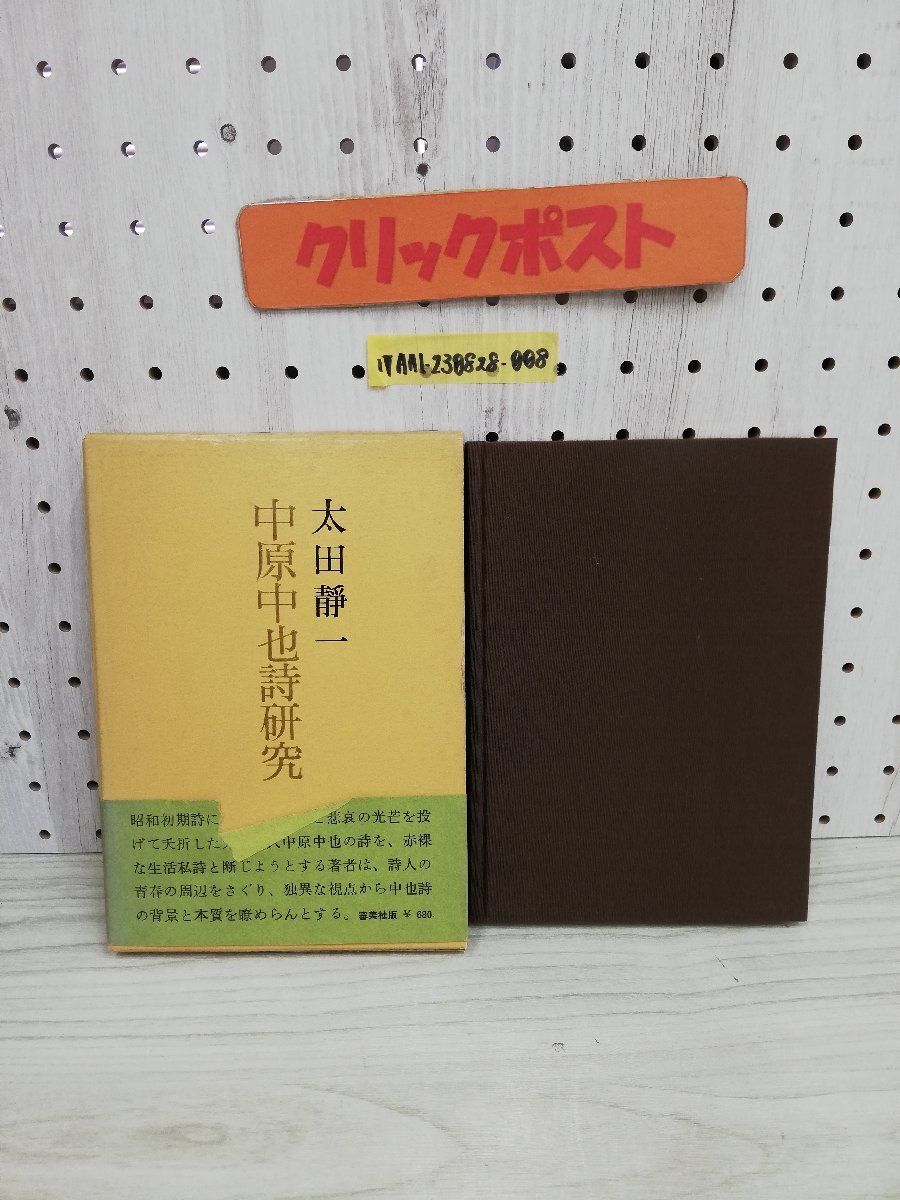 クリックポスト
1YAA1-230828-008
太田靜一
中原中也詩研究
昭和初期詩に 悲哀の光芒を投
げて夭折した 中原中也の詩を、赤裸
な生活私詩と断じようとする著者は、詩人の
青春の周辺をさぐり、独異な視点から中也詩
の背景と本質を瞭めらんとする。審美社版 ¥ 680.